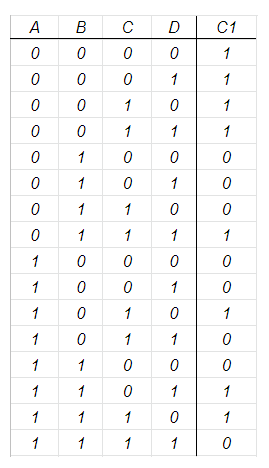 A B C D C1
0 0 0 0 1
0 0 0 1 1
0 0 1 0 1
0 0 1 1 1
0 1 0 0 0
0 1 0 1 0
0 1 1 0 0
0 1 1 1 1
1 0 0 0 0
1 0 0 1 0
1 0 1 0 1
1 0 1 1 0
1 1 0 0 0
1 1 0 1 1
1 1 1 0 1
1 1 1 1 0